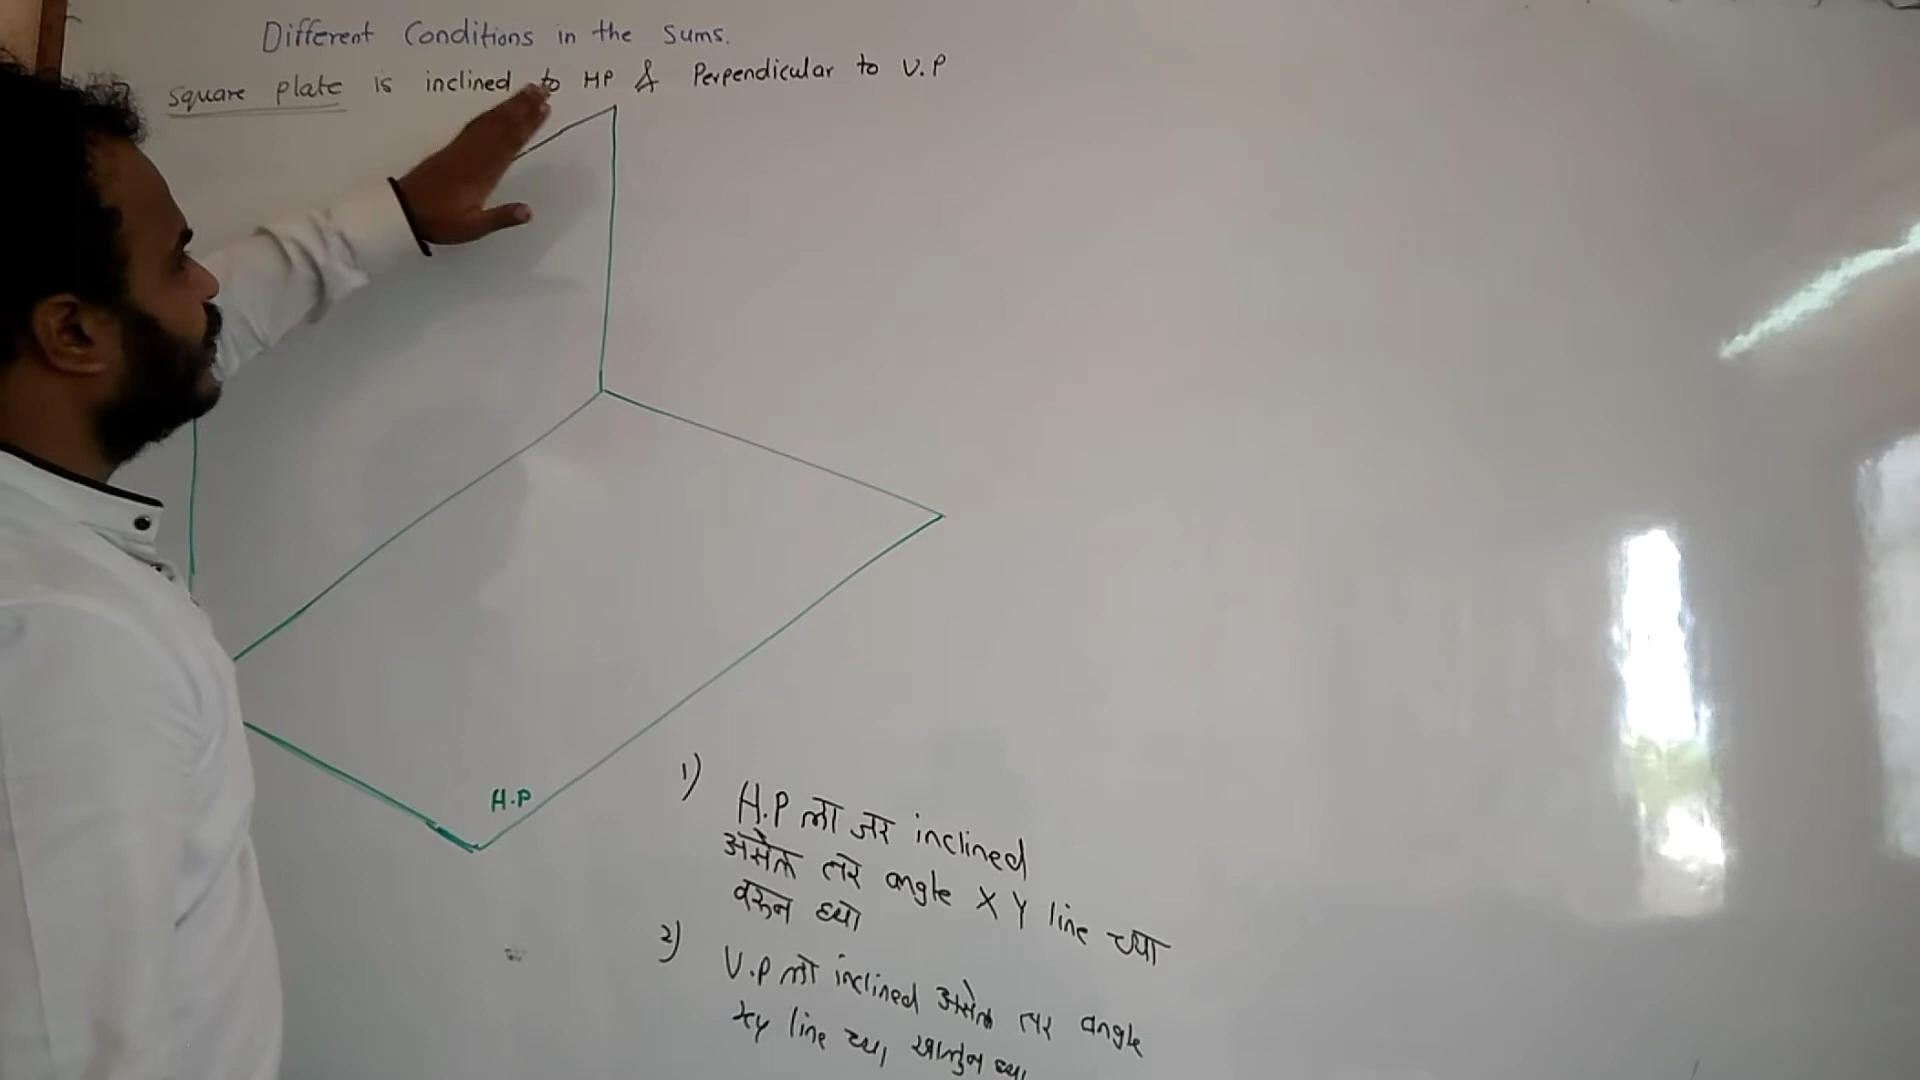 Different Conditions in the Sums.
square plate is inclined to HP & Perpendicular to V.P
H.P
1) H.P ला जर inclined
असेल तर angle X Y line च्या
वरून घ्या
2) V.P ला inclined असेल तर angle
xy line च्या खालुन घ्या